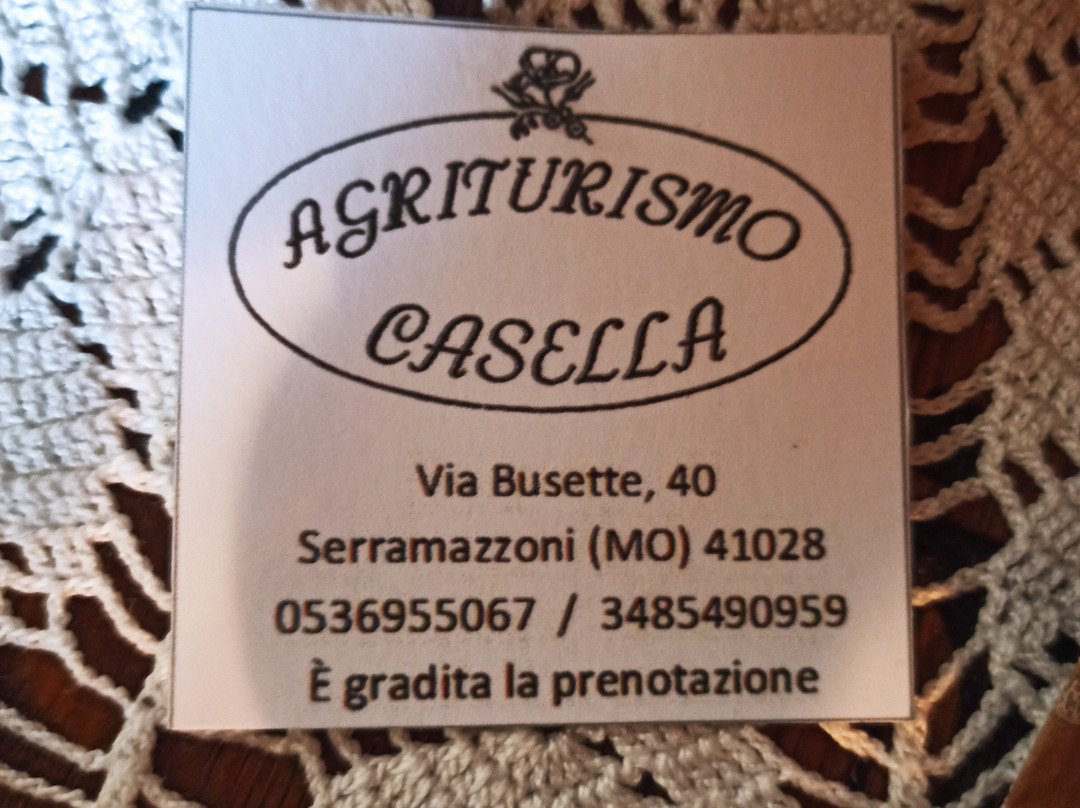 AGRITURISMO
CASELLA
Via Busette, 40
Serramazzoni (MO) 41028
0536955067 / 3485490959
È gradita la prenotazione